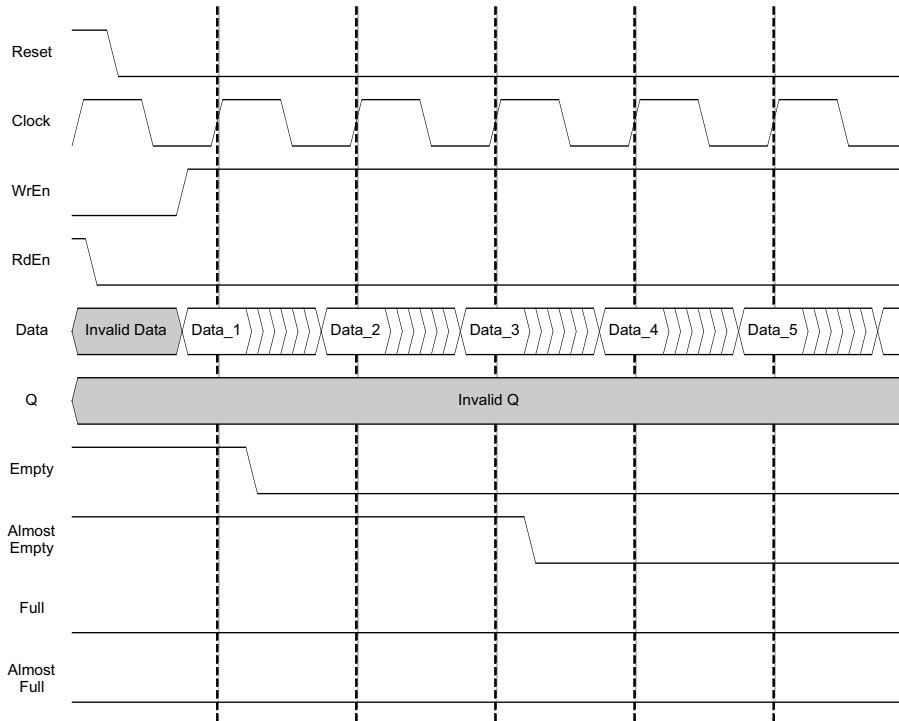 Reset
Clock
WrEn
RdEn
Data
Invalid Data
Data_1
Data_2
Data_3
Data_4
Data_5
Q
Invalid Q
Empty
Almost
Empty
Full
Almost
Full